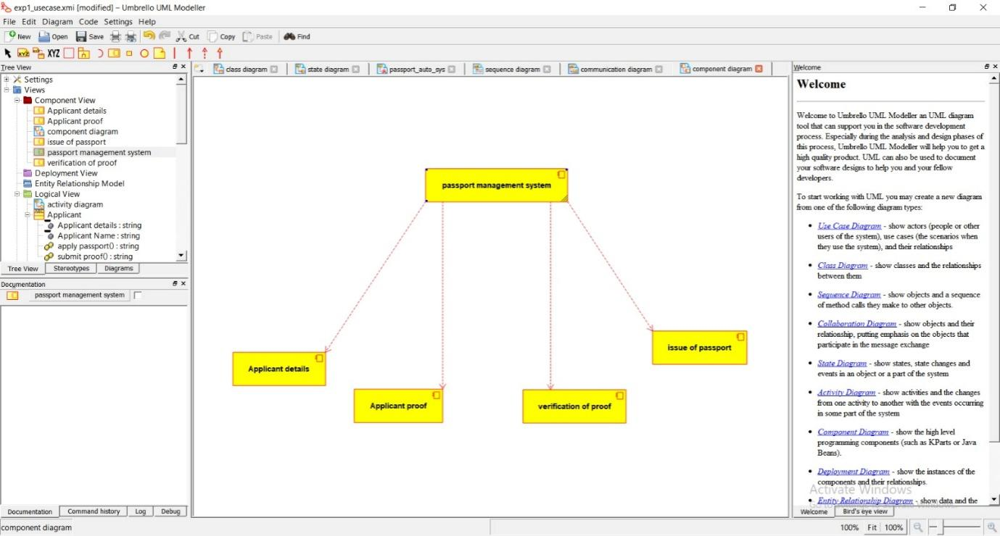 exp1_usecase.xmi [modified] – Umbrello UML Modeller
File Edit Diagram Code Settings Help
New Open Save Cut Copy Paste Find
XYZ XYZ
Tree View
class diagram state diagram passport_auto_sys sequence diagram communication diagram component diagram
Settings
Views
Component View
Applicant details
Applicant proof
component diagram
issue of passport
passport management system
verification of proof
Deployment View
Entity Relationship Model
Logical View
activity diagram
Applicant
Applicant details : string
Applicant Name : string
apply passport() : string
submit proof() : string
Tree View Stereotypes Diagrams
Documentation
passport management system
Documentation Command history Log Debug
component diagram
passport management system
Applicant details
Applicant proof
verification of proof
issue of passport
Welcome
Welcome
Welcome to Umbrello UML Modeller an UML diagram
tool that can support you in the software development
process. Especially during the analysis and design phases of
this process, Umbrello UML Modeller will help you to get a
high quality product. UML can also be used to document
your software designs to help you and your fellow
developers.
To start working with UML you may create a new diagram
from one of the following diagram types:
• Use Case Diagram - show actors (people or other
users of the system), use cases (the scenarios when
they use the system), and their relationships
• Class Diagram - show classes and the relationships
between them
• Sequence Diagram - show objects and a sequence
of method calls they make to other objects.
• Collaboration Diagram - show objects and their
relationship, putting emphasis on the objects that
participate in the message exchange
• State Diagram - show states, state changes and
events in an object or a part of the system
• Activity Diagram - show activities and the changes
from one activity to another with the events occurring
in some part of the system
• Component Diagram - show the high level
programming components (such as KParts or Java
Beans).
• Deployment Diagram - show the instances of the
components and their relationships.
Activate Windows
• Entity Relationship Diagram - show data and the
Welcome Bird's eye view
100% Fit 100%